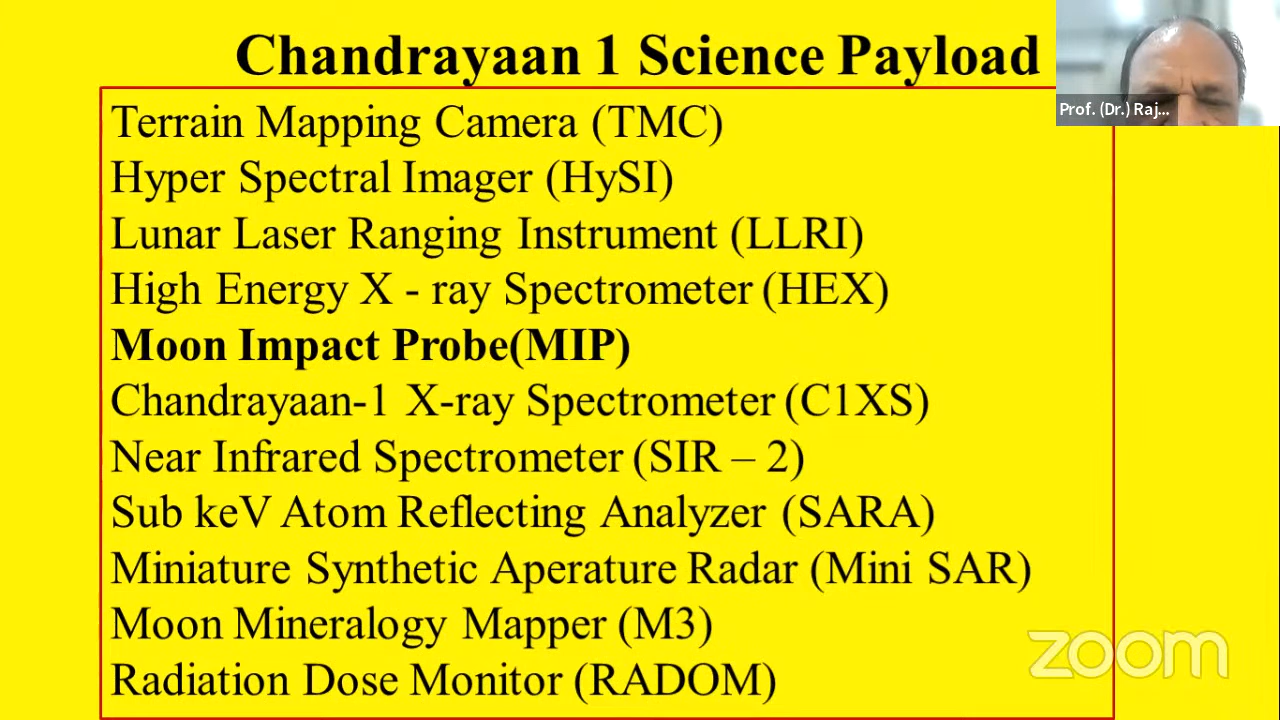 Chandrayaan 1 Science Payload
Prof. (Dr.) Raj...
Terrain Mapping Camera (TMC)
Hyper Spectral Imager (HySI)
Lunar Laser Ranging Instrument (LLRI)
High Energy X - ray Spectrometer (HEX)
Moon Impact Probe(MIP)
Chandrayaan-1 X-ray Spectrometer (C1XS)
Near Infrared Spectrometer (SIR – 2)
Sub keV Atom Reflecting Analyzer (SARA)
Miniature Synthetic Aperature Radar (Mini SAR)
Moon Mineralogy Mapper (M3)
Radiation Dose Monitor (RADOM)
zoom